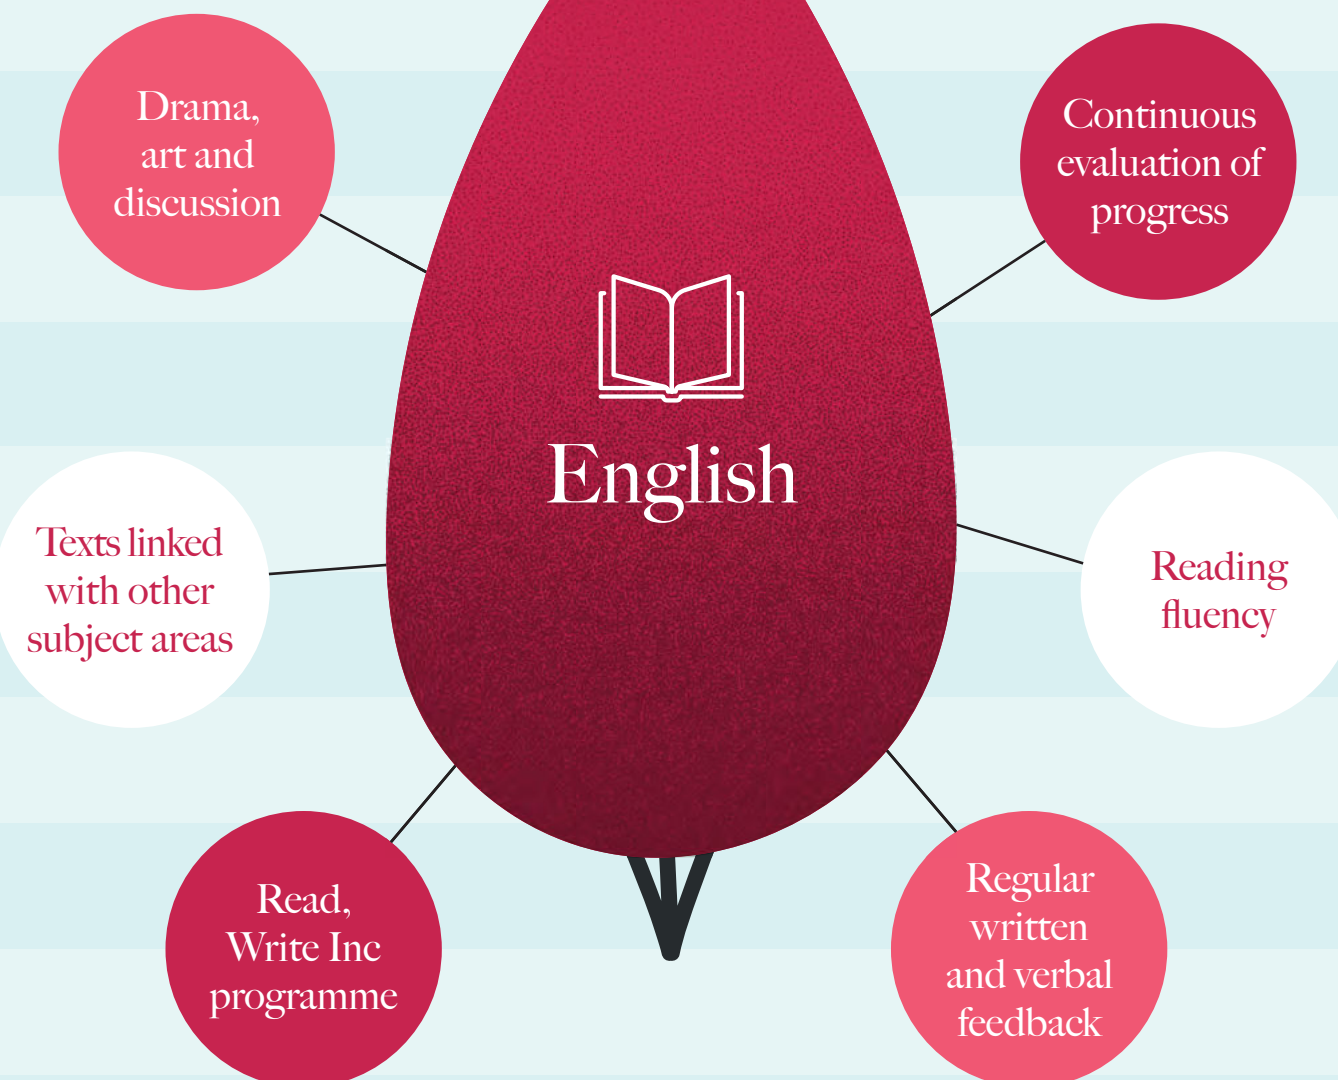 Drama,
art and
discussion
Continuous
evaluation of
progress
English
Texts linked
with other
subject areas
Reading
fluency
Read,
Write Inc
programme
Regular
written
and verbal
feedback